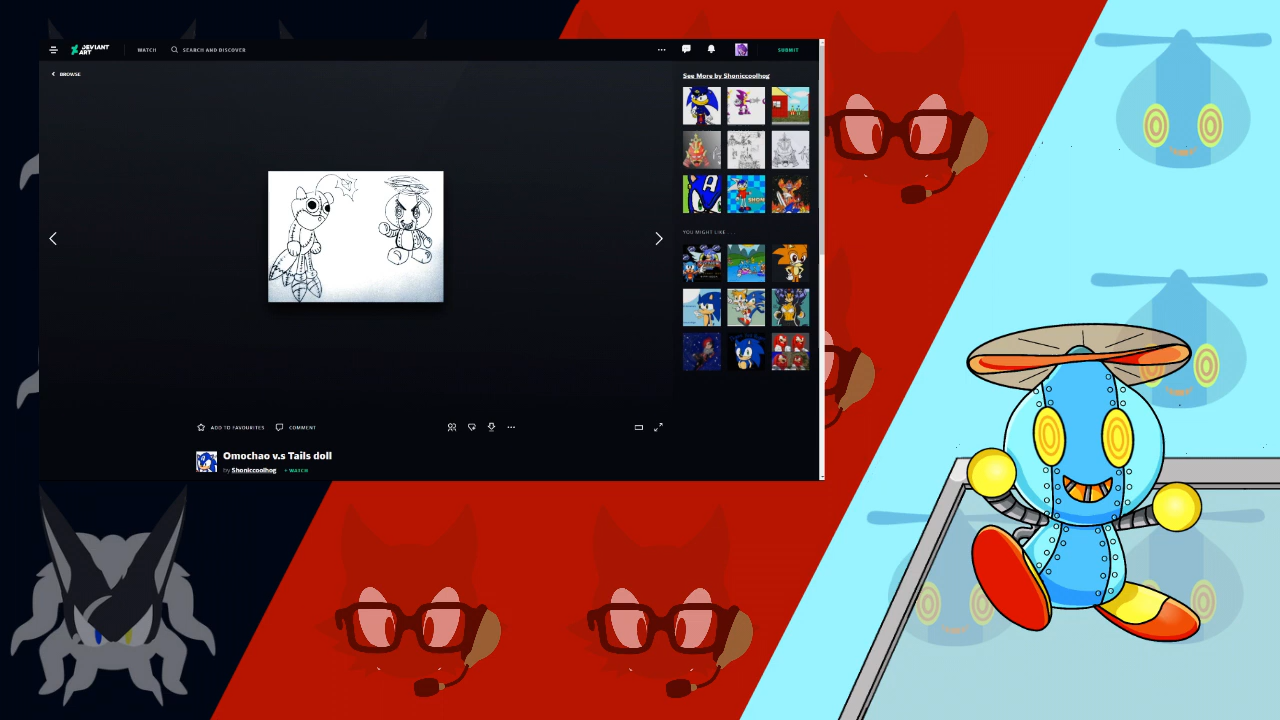 DEVIANT
ART
WATCH
SEARCH AND DISCOVER
SUBMIT
BROWSE
See More by Shoniccoolhog
YOU MIGHT LIKE . . .
ADD TO FAVOURITES
COMMENT
Omochao v.s Tails doll
by Shoniccoolhog
+ WATCH